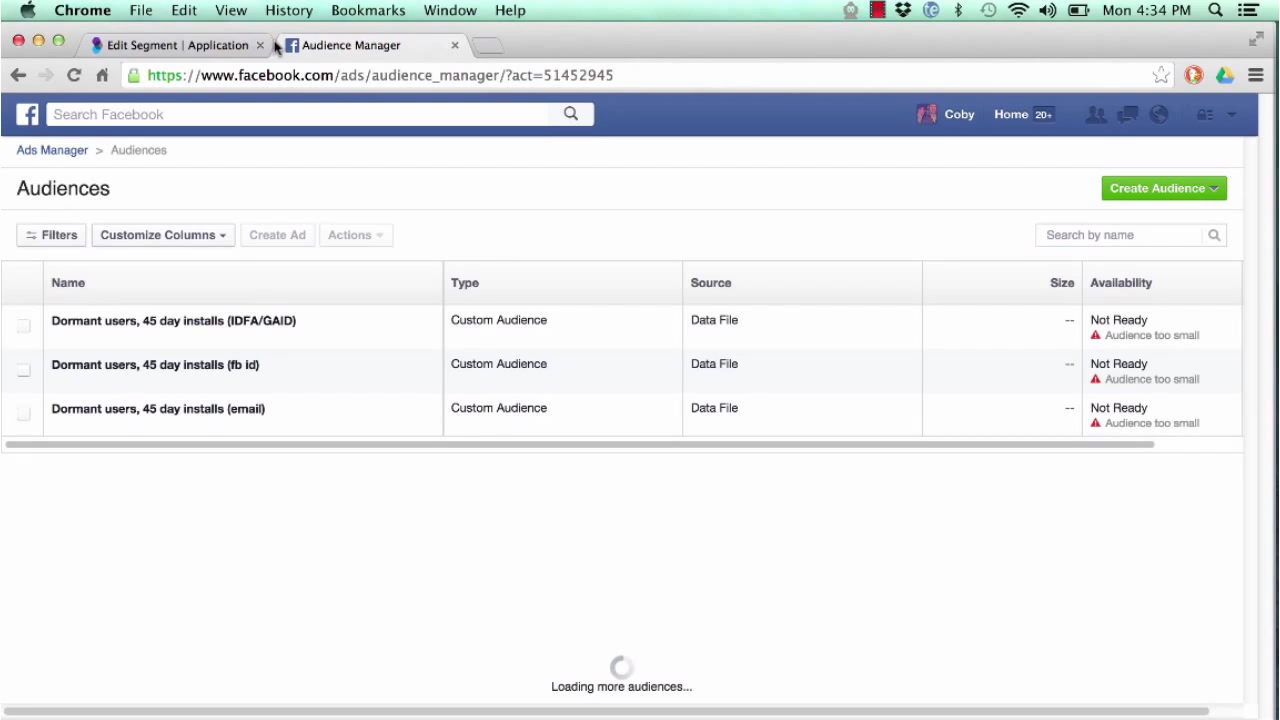 Chrome File Edit View History Bookmarks Window Help Mon 4:34 PM
Edit Segment | Application Audience Manager
https://www.facebook.com/ads/audience_manager/?act=51452945
Search Facebook Coby Home 20+
Ads Manager > Audiences
Audiences Create Audience
Filters Customize Columns Create Ad Actions Search by name
Name Type Source Size Availability
Dormant users, 45 day installs (IDFA/GAID) Custom Audience Data File -- Not Ready
Audience too small
Dormant users, 45 day installs (fb id) Custom Audience Data File -- Not Ready
Audience too small
Dormant users, 45 day installs (email) Custom Audience Data File -- Not Ready
Audience too small
Loading more audiences...